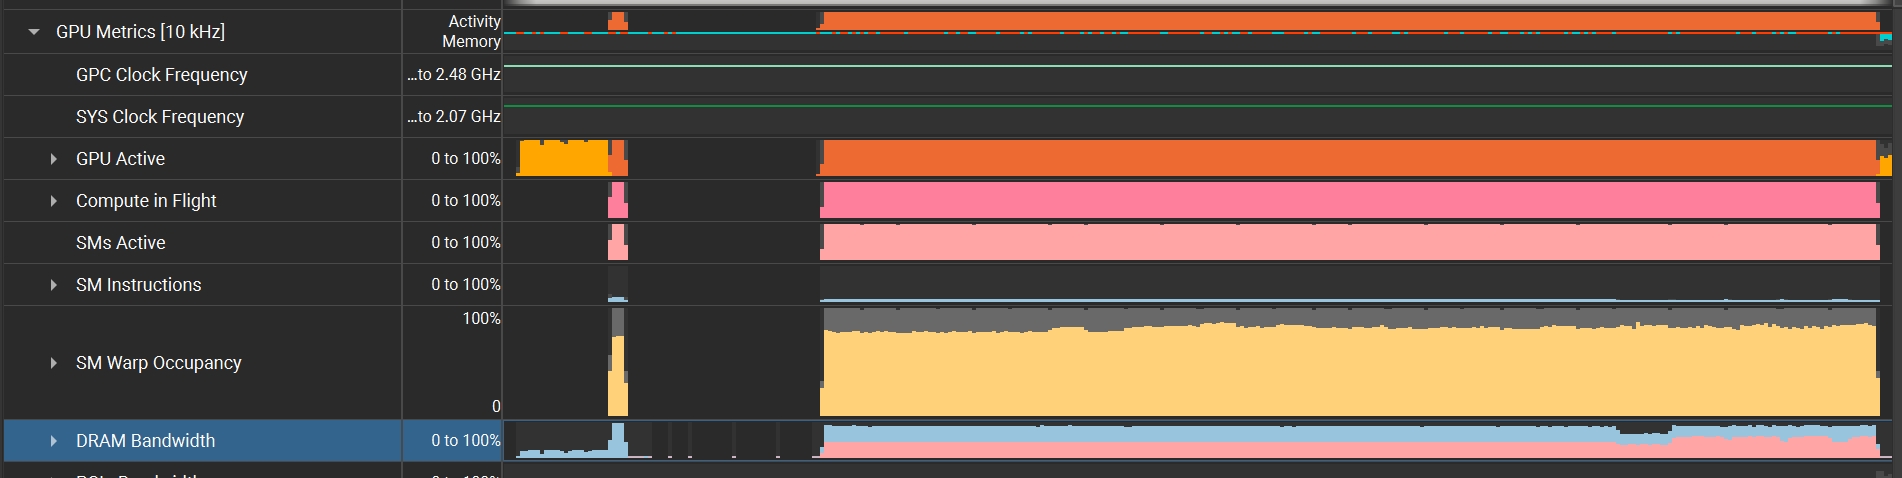 GPU Metrics [10 kHz]
Activity
Memory
GPC Clock Frequency
...to 2.48 GHz
SYS Clock Frequency
...to 2.07 GHz
GPU Active
0 to 100%
Compute in Flight
0 to 100%
SMs Active
0 to 100%
SM Instructions
0 to 100%
100%
SM Warp Occupancy
0
DRAM Bandwidth
0 to 100%